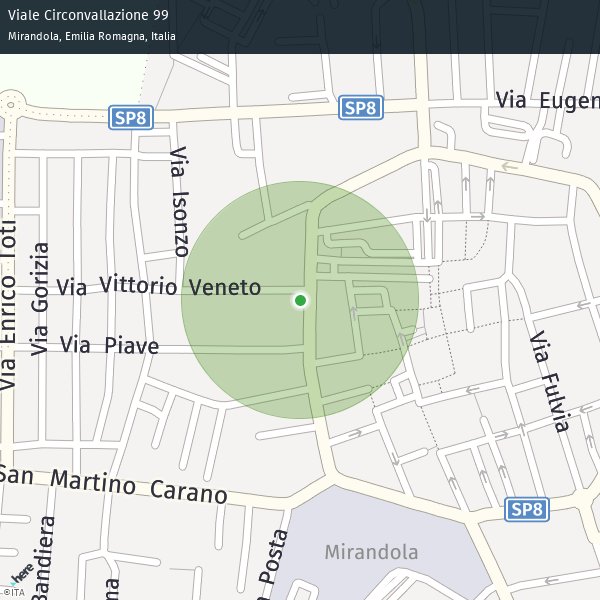 Viale Circonvallazione 99
Mirandola, Emilia Romagna, Italia
SP8
SP8
Via Eugen
Via Isonzo
Via Enrico Toti
Via Gorizia
Via Vittorio Veneto
Via Piave
Via Fulvia
San Martino Carano
SP8
Mirandola
Bandiera
ma
a Posta
here
©ITA